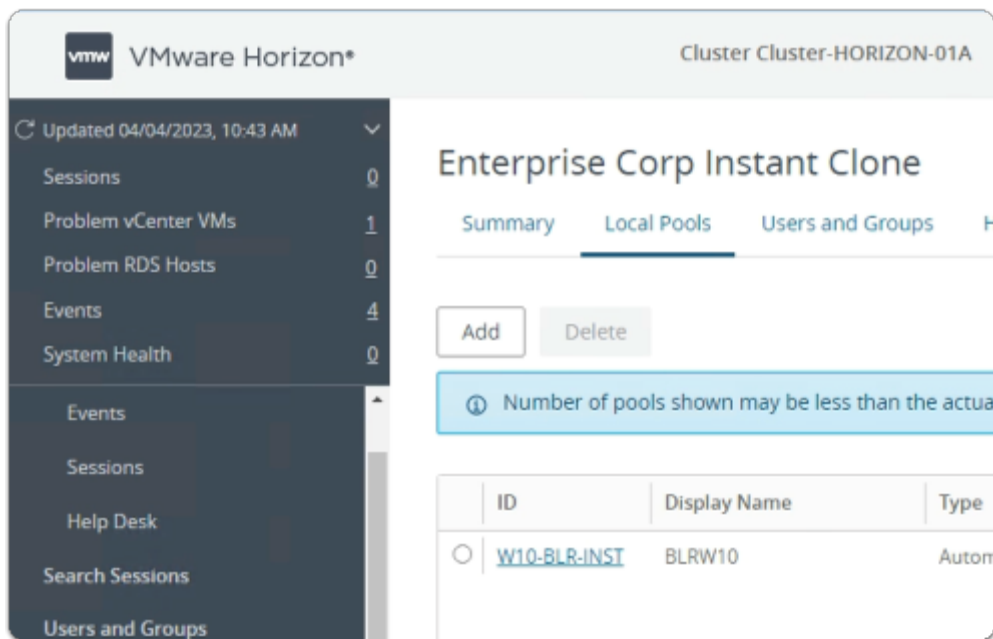 vmw VMware Horizon®
Cluster Cluster-HORIZON-01A
Updated 04/04/2023, 10:43 AM
Sessions 0
Problem vCenter VMs 1
Problem RDS Hosts 0
Events 4
System Health 0
Events
Sessions
Help Desk
Search Sessions
Users and Groups
Enterprise Corp Instant Clone
Summary Local Pools Users and Groups
Add Delete
Number of pools shown may be less than the
ID Display Name Type
W10-BLR-INST BLRW10